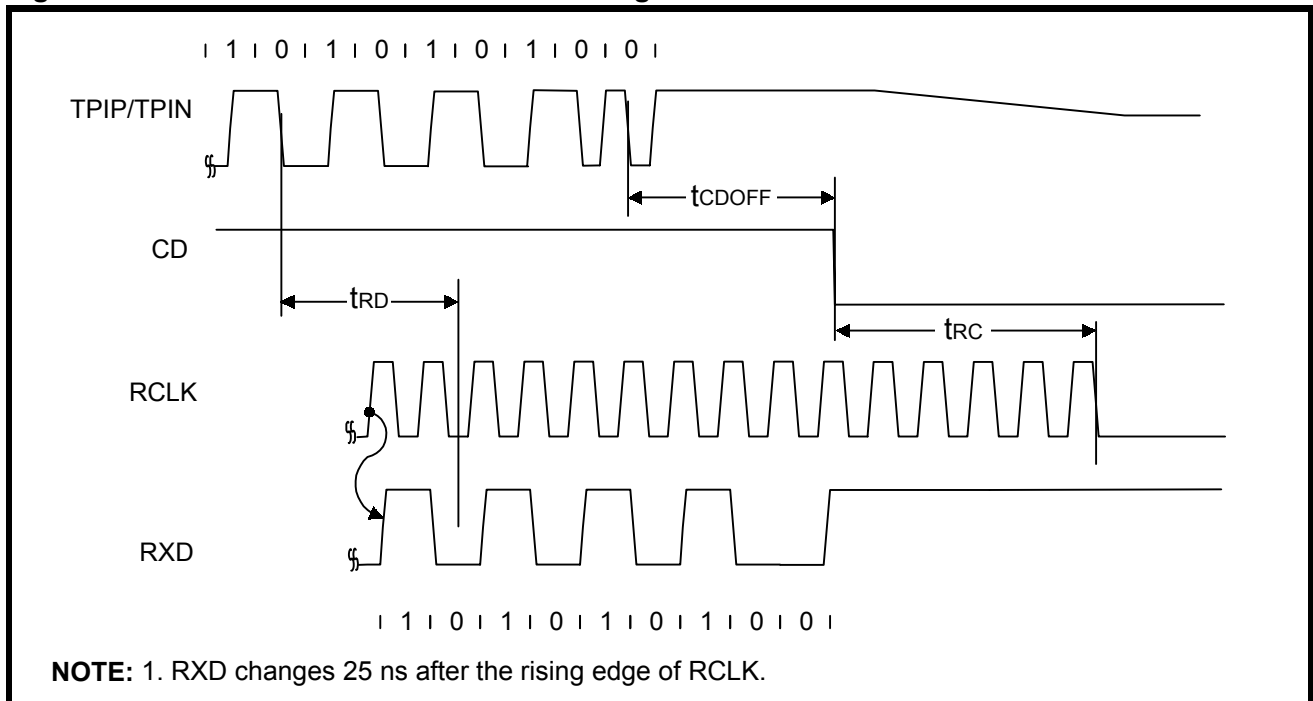 1 0 1 0 1 0 1 0 0
TPIP/TPIN
tCDOFF
CD
tRD
tRC
RCLK
RXD
1 0 1 0 1 0 1 0 0
NOTE: 1. RXD changes 25 ns after the rising edge of RCLK.